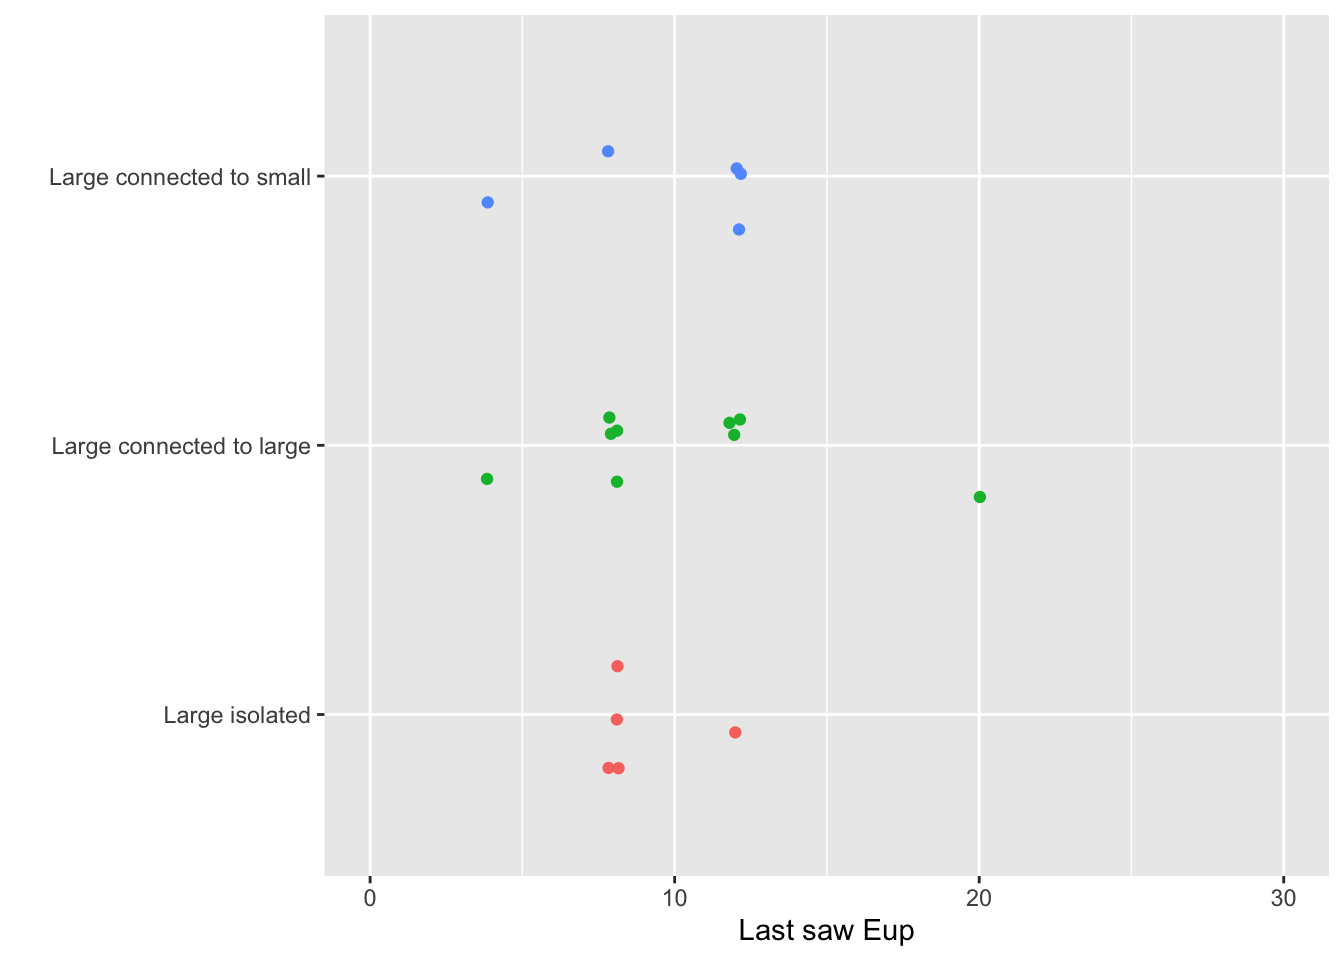 Large connected to small
Large connected to large
Large isolated
0 10 20 30
Last saw Eup